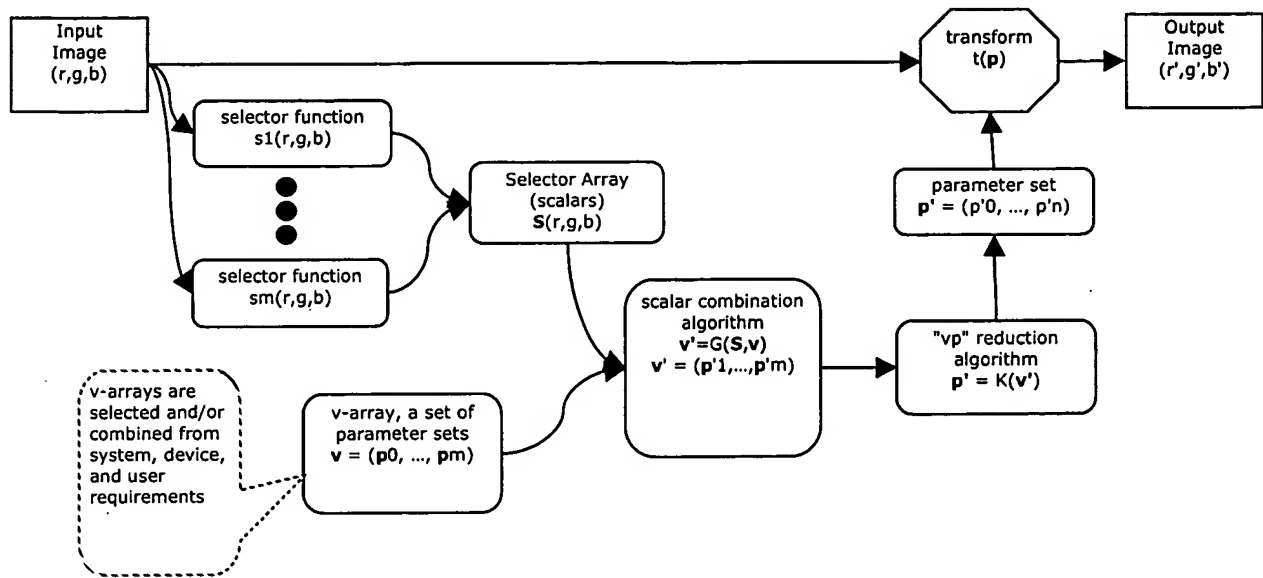 Input
Image
(r,g,b)
transform
t(p)
Output
Image
(r',g',b')
selector function
s1(r,g,b)
Selector Array
(scalars)
S(r,g,b)
parameter set
p' = (p'0, ..., p'n)
selector function
sm(r,g,b)
scalar combination
algorithm
v'=G(S,v)
v' = (p'1,...,p'm)
"vp" reduction
algorithm
p' = K(v')
v-arrays are
selected and/or
combined from
system, device,
and user
requirements
v-array, a set of
parameter sets
v = (p0, ..., pm)